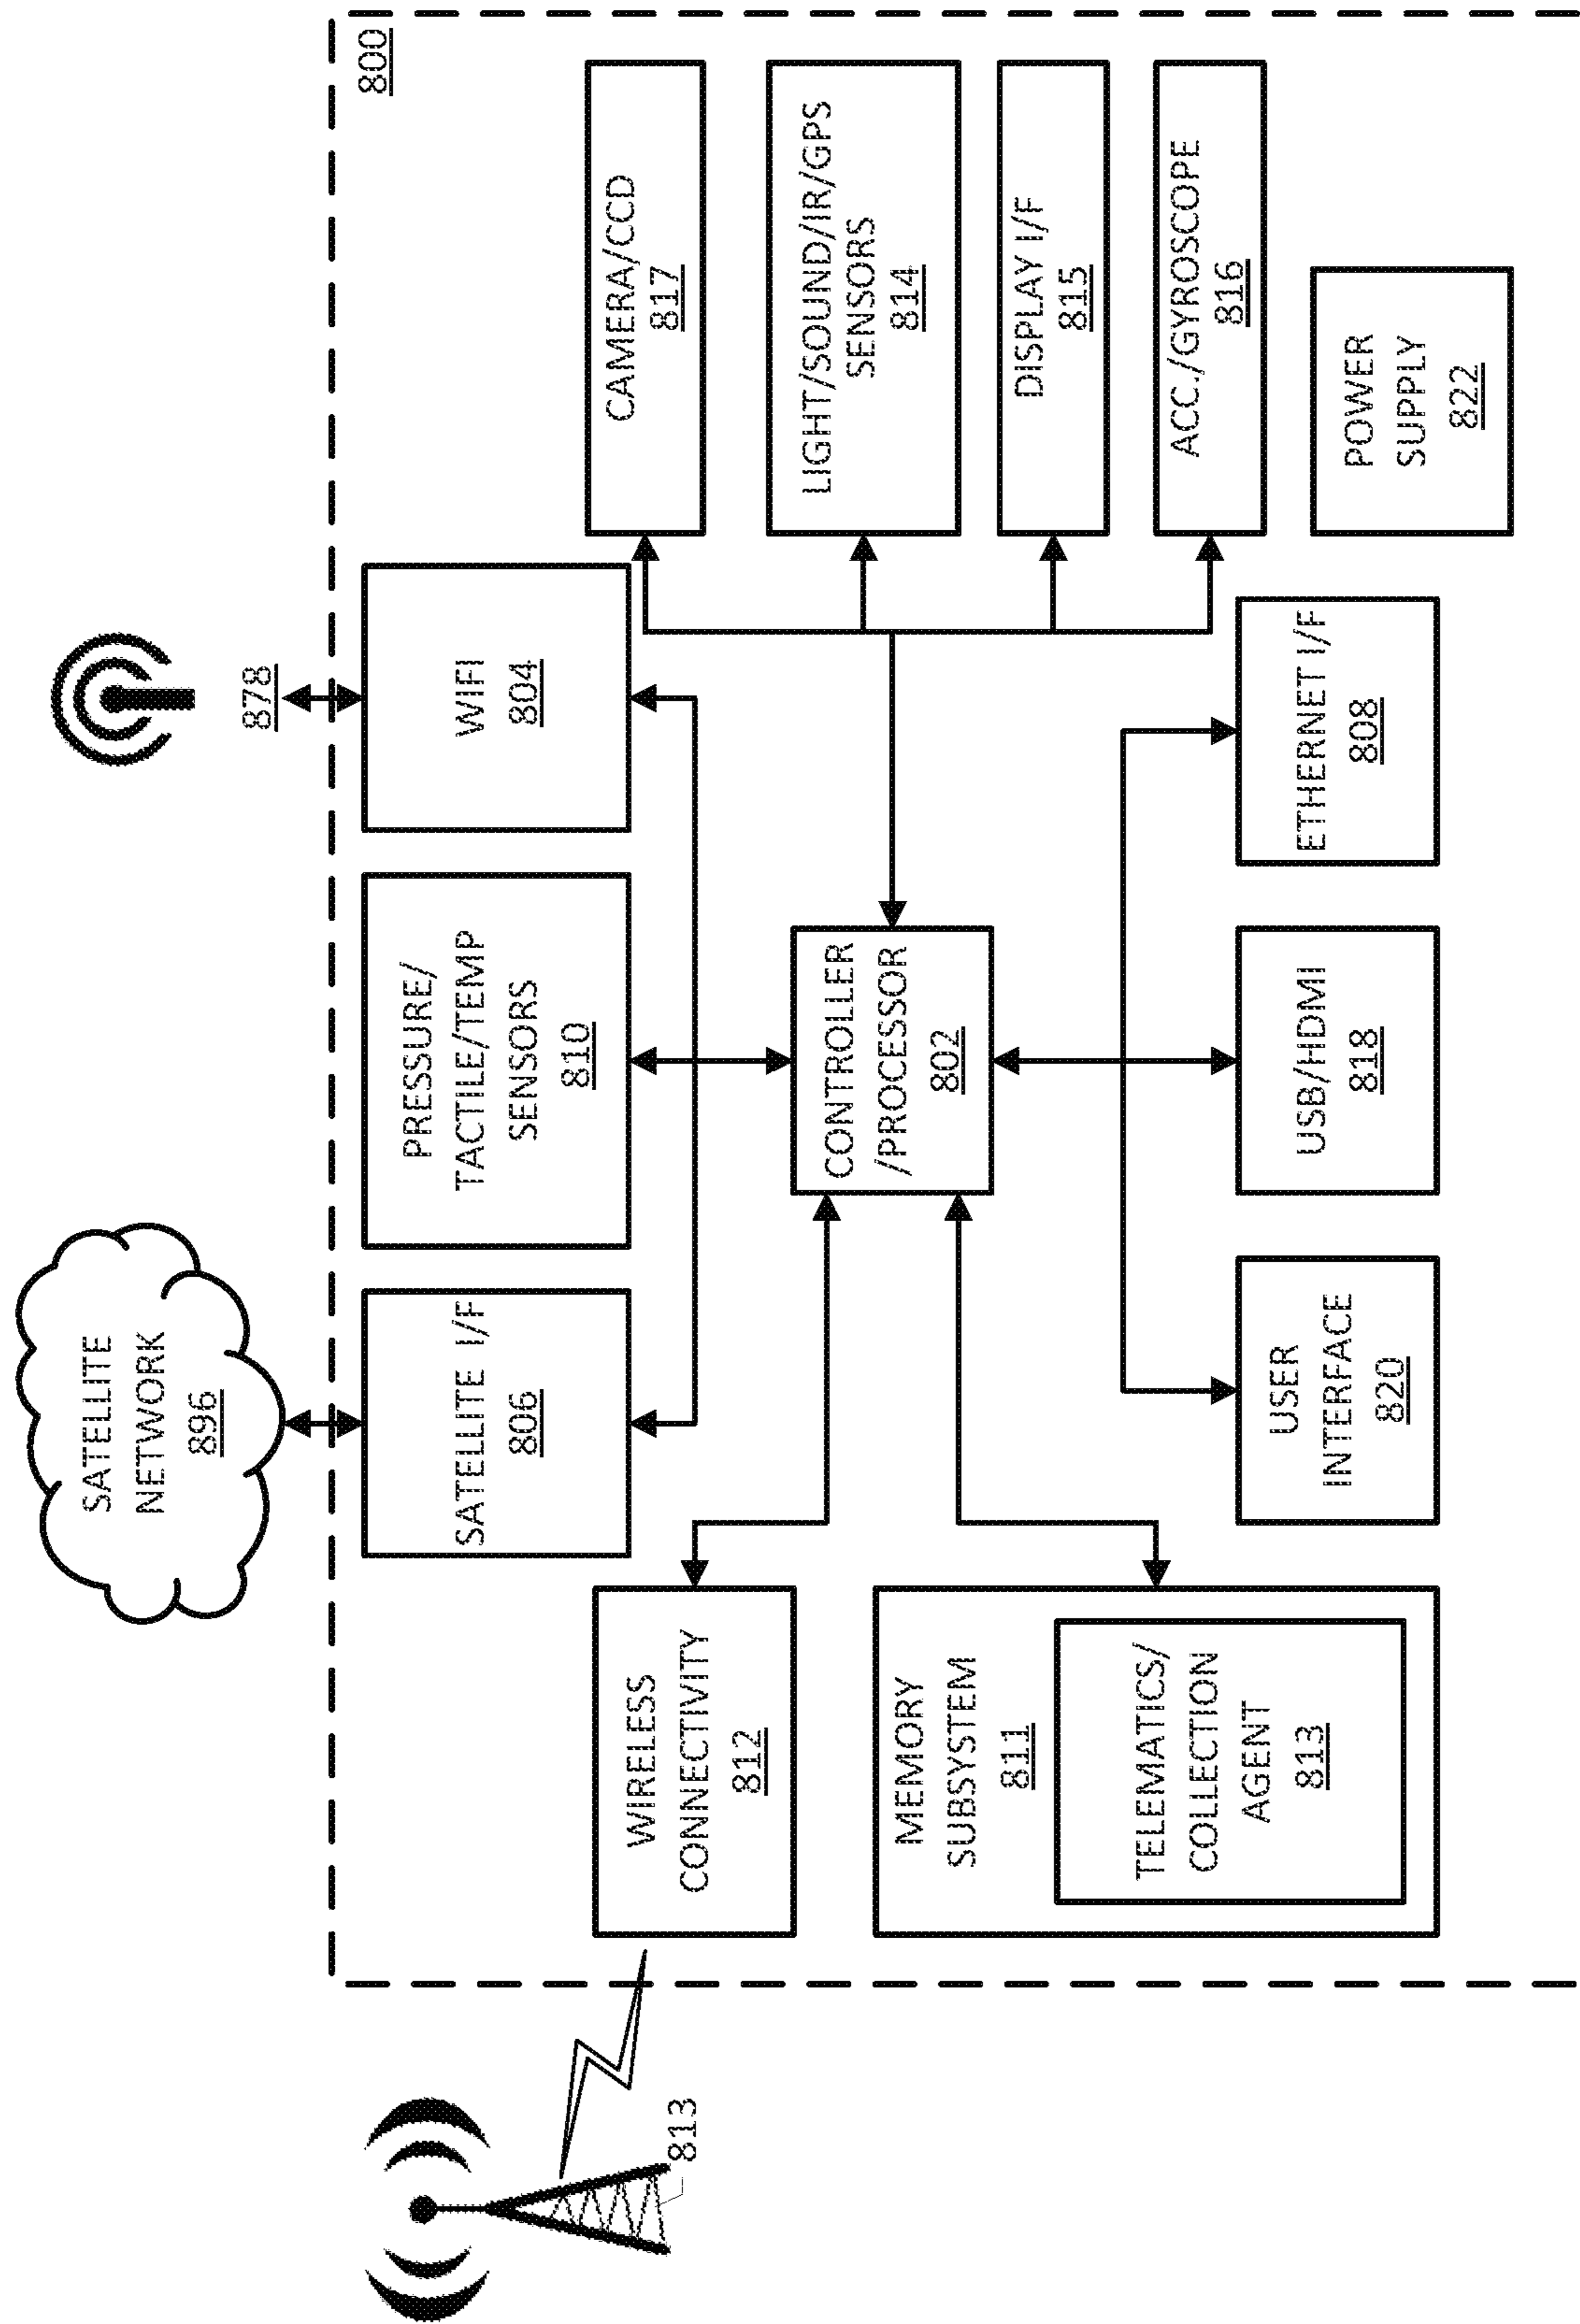 SATELLITE
NETWORK
896
878
800
813
SATELLITE I/F
806
PRESSURE/
TACTILE/TEMP
SENSORS
810
WIFI
804
WIRELESS
CONNECTIVITY
812
CAMERA/CCD
817
LIGHT/SOUND/IR/GPS
SENSORS
814
CONTROLLER
/PROCESSOR
802
MEMORY
SUBSYSTEM
811
TELEMATICS/
COLLECTION
AGENT
813
DISPLAY I/F
815
ACC./GYROSCOPE
816
USER
INTERFACE
820
USB/HDMI
818
ETHERNET I/F
808
POWER
SUPPLY
822